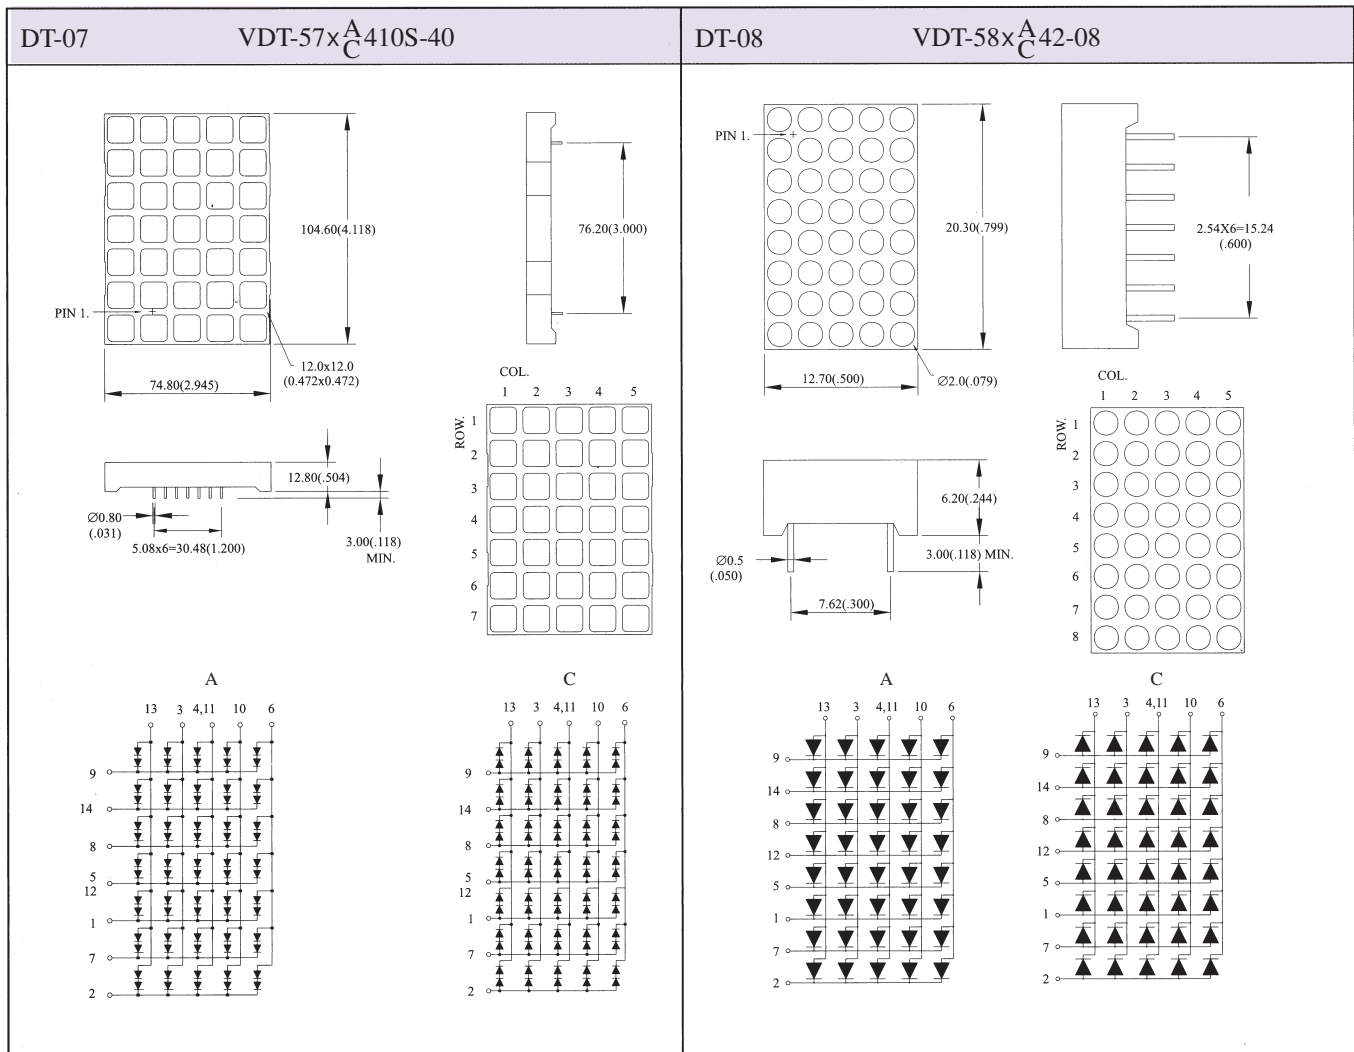 DT-07
VDT-57xA/C410S-40
DT-08
VDT-58xA/C42-08
104.60(4.118)
PIN 1.
12.0x12.0
(0.472x0.472)
74.80(2.945)
76.20(3.000)
12.80(.504)
Ø0.80
(.031)
5.08x6=30.48(1.200)
3.00(.118)
MIN.
COL.
1 2 3 4 5
ROW.
1
2
3
4
5
6
7
A
13 3 4,11 10 6
9
14
8
5
12
1
7
2
C
13 3 4,11 10 6
9
14
8
5
12
1
7
2
PIN 1.
20.30(.799)
12.70(.500)
Ø2.0(.079)
2.54X6=15.24
(.600)
6.20(.244)
3.00(.118) MIN.
Ø0.5
(.050)
7.62(.300)
COL.
1 2 3 4 5
ROW.
1
2
3
4
5
6
7
8
A
13 3 4,11 10 6
9
14
8
12
5
1
7
2
C
13 3 4,11 10 6
9
14
8
12
5
1
7
2